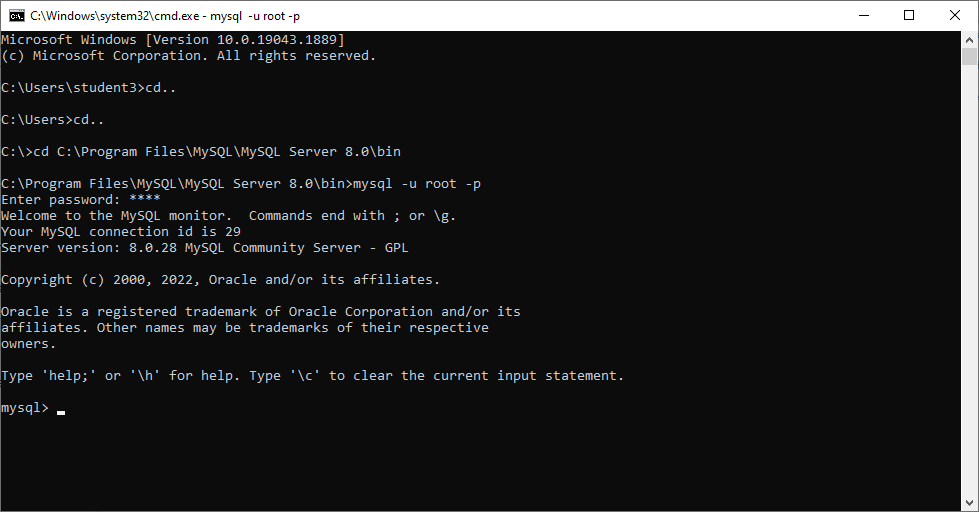 C:\Windows\system32\cmd.exe - mysql  -u root -p
Microsoft Windows [Version 10.0.19043.1889]
(c) Microsoft Corporation. All rights reserved.
C:\Users\student3>cd..
C:\Users>cd..
C:\>cd C:\Program Files\MySQL\MySQL Server 8.0\bin
C:\Program Files\MySQL\MySQL Server 8.0\bin>mysql -u root -p
Enter password: ****
Welcome to the MySQL monitor.  Commands end with ; or \g.
Your MySQL connection id is 29
Server version: 8.0.28 MySQL Community Server - GPL
Copyright (c) 2000, 2022, Oracle and/or its affiliates.
Oracle is a registered trademark of Oracle Corporation and/or its
affiliates. Other names may be trademarks of their respective
owners.
Type 'help;' or '\h' for help. Type '\c' to clear the current input statement.
mysql> _